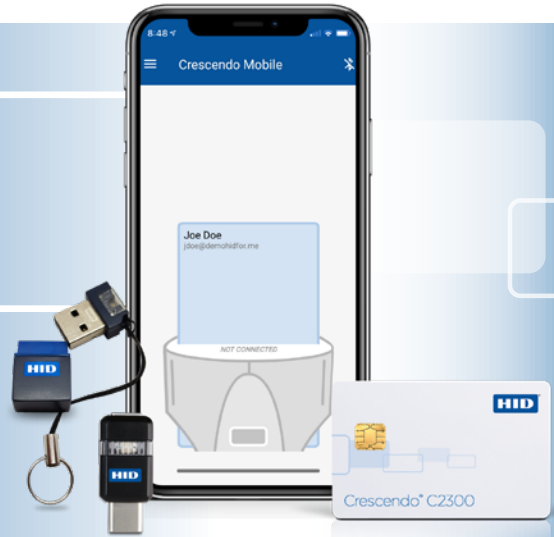 8:48
Crescendo Mobile
Joe Doe
jdoe@demohidfor.me
NOT CONNECTED
HID
HID
HID
Crescendo® C2300